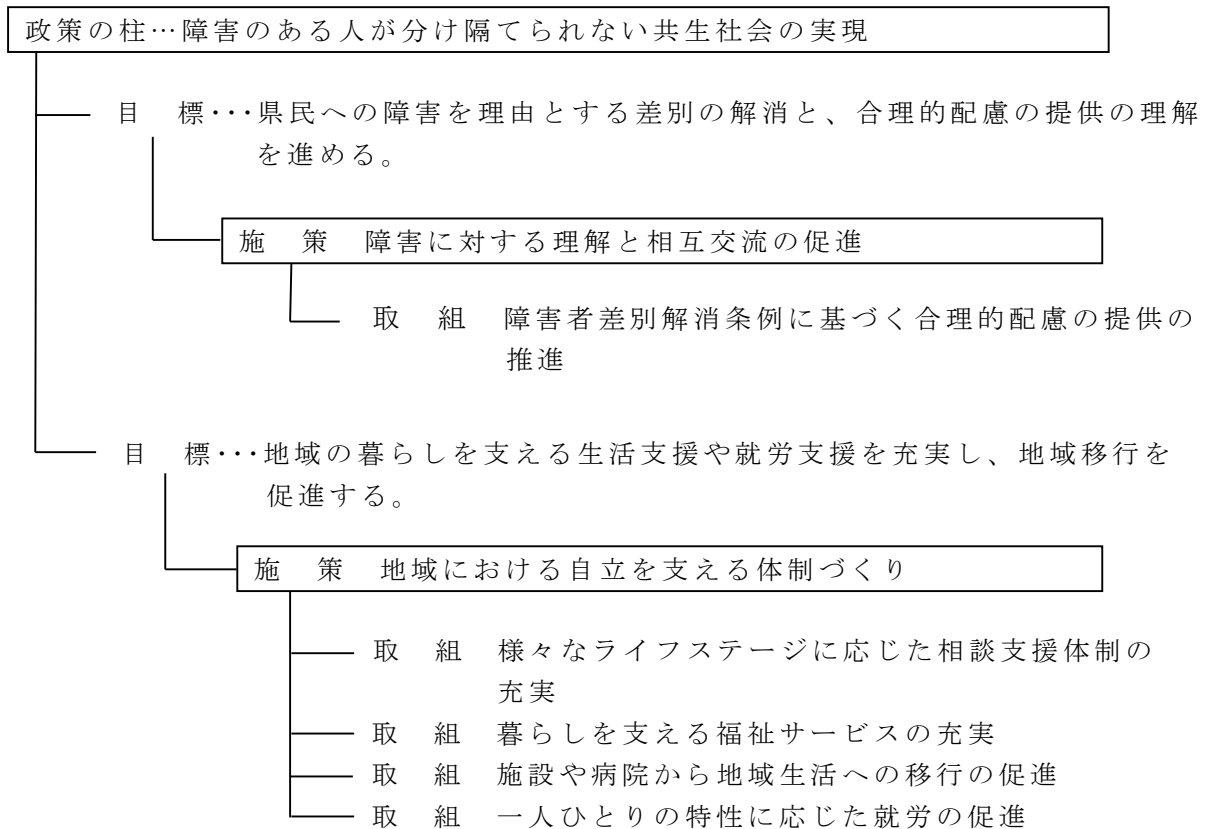 政策の柱…障害のある人が分け隔てられない共生社会の実現
目　標･･･県民への障害を理由とする差別の解消と、合理的配慮の提供の理解
を進める。
施　策　障害に対する理解と相互交流の促進
取　組　障害者差別解消条例に基づく合理的配慮の提供の
推進
目　標･･･地域の暮らしを支える生活支援や就労支援を充実し、地域移行を
促進する。
施　策　地域における自立を支える体制づくり
取　組　様々なライフステージに応じた相談支援体制の
充実
取　組　暮らしを支える福祉サービスの充実
取　組　施設や病院から地域生活への移行の促進
取　組　一人ひとりの特性に応じた就労の促進